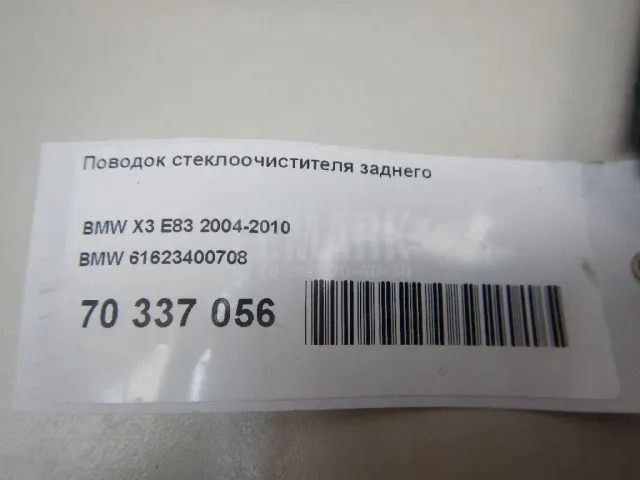 Поводок стеклоочистителя заднего
BMW X3 E83 2004-2010
BMW 61623400708
70 337 056